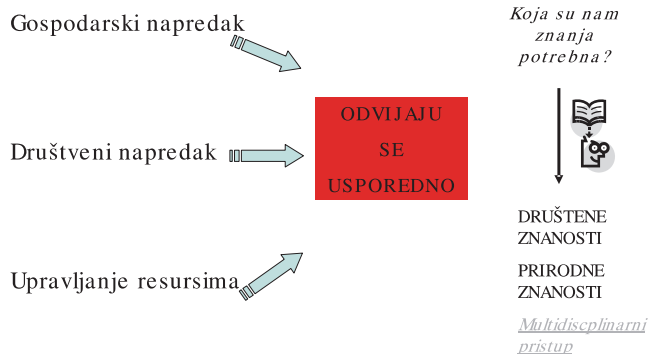 Gospodarski napredak
Društveni napredak
Upravljanje resursima
ODVIJAJU
SE
USPOREDNO
Koja su nam
znanja
potrebna?
DRUŠTENE
ZNANOSTI
PRIRODNE
ZNANOSTI
Multidiscplinarni
pristup